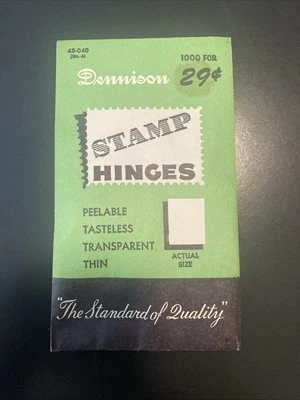 48-040
(No. 4)
1000 FOR
Dennison
29¢
STAMP
HINGES
PEELABLE
TASTELESS
TRANSPARENT
THIN
ACTUAL
SIZE
"The Standard of Quality"